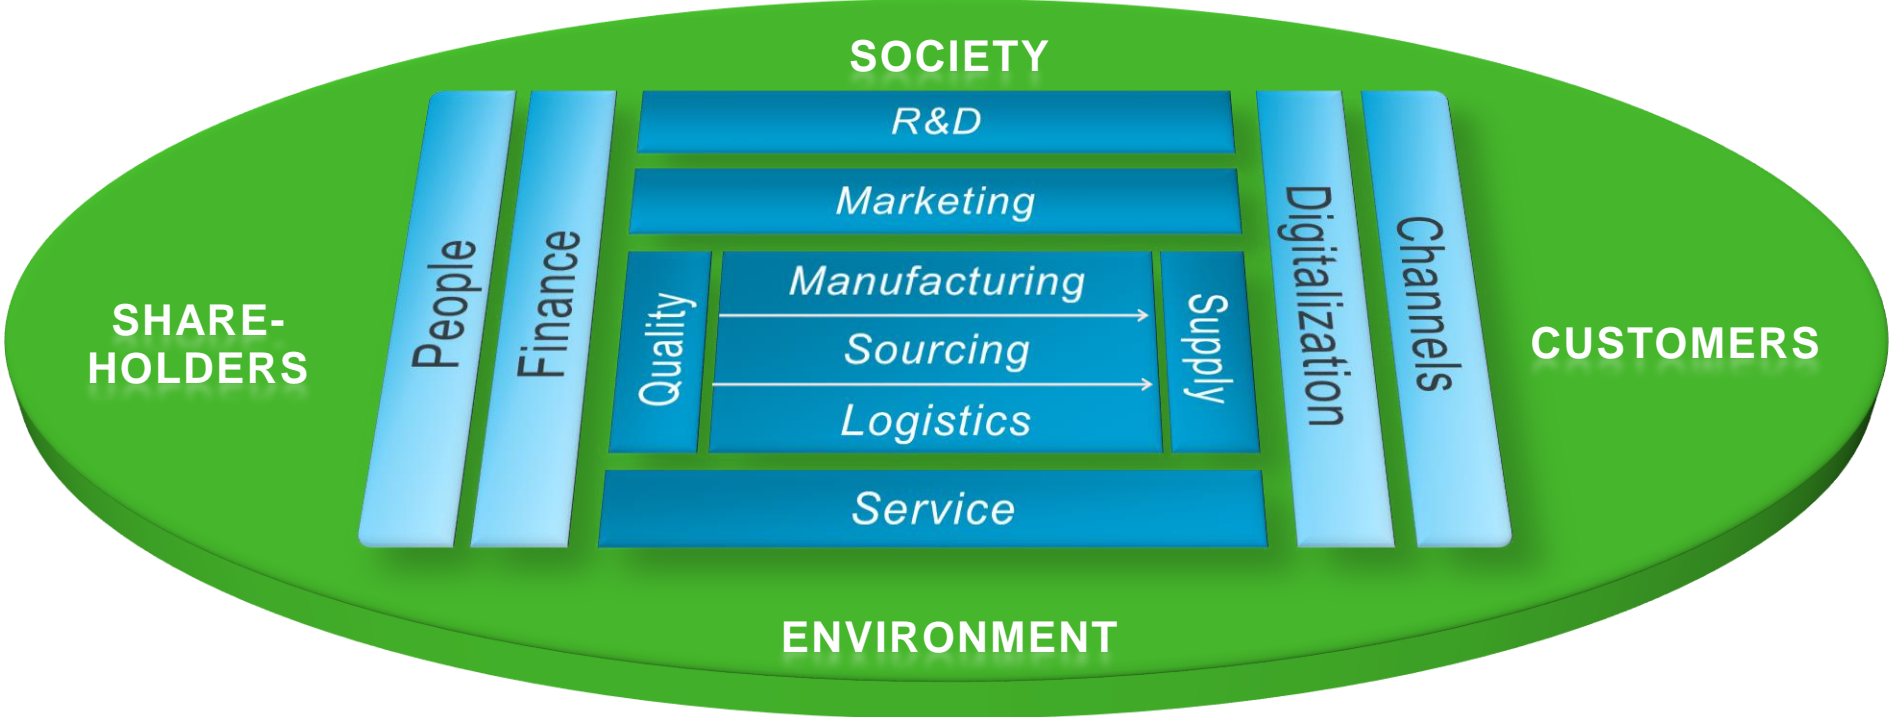 SOCIETY
R&D
Marketing
People
Finance
Quality
Manufacturing
Sourcing
Logistics
Supply
Digitalization
Channels
SHARE-
HOLDERS
CUSTOMERS
Service
ENVIRONMENT